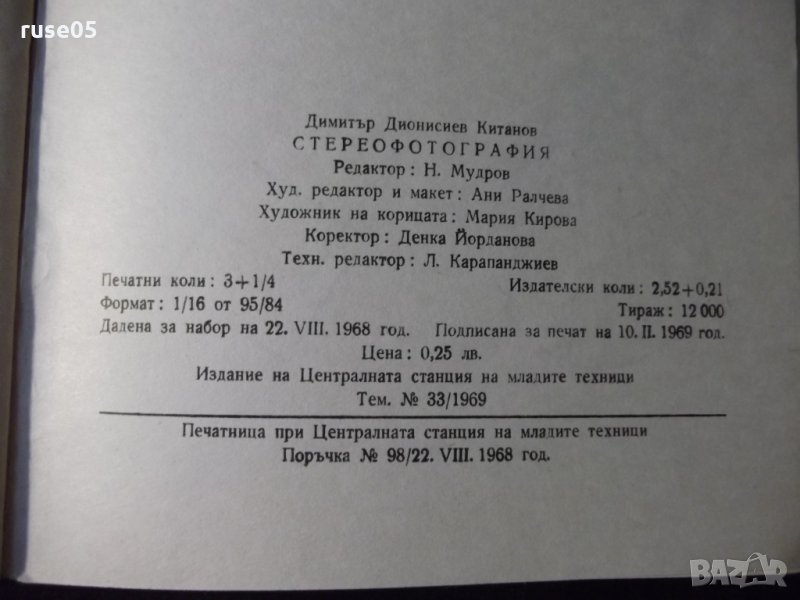 ruse05
Димитър Дионисиев Китанов
СТЕРЕОФОТОГРАФИЯ
Редактор: Н. Мудров
Худ. редактор и макет: Ани Ралчева
Художник на корицата: Мария Кирова
Коректор: Денка Йорданова
Техн. редактор: Л. Карапанджиев
Печатни коли: 3+1/4 Издателски коли: 2,52+0,21
Формат: 1/16 от 95/84 Тираж: 12 000
Дадена за набор на 22. VIII. 1968 год. Подписана за печат на 10. II. 1969 год.
Цена: 0,25 лв.
Издание на Централната станция на младите техници
Тем. № 33/1969
Печатница при Централната станция на младите техници
Поръчка № 98/22. VIII. 1968 год.
BAZAR